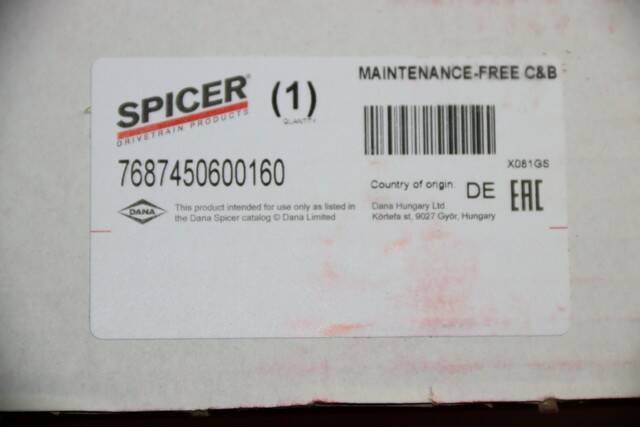 MAINTENANCE-FREE C&B
SPICER®
DRIVETRAIN PRODUCTS
(1)
QUANTITY
X081GS
7687450600160
Country of origin: DE
EAC
DANA
This product intended for use only as listed in
the Dana Spicer catalog © Dana Limited
Dana Hungary Ltd
Körtefa st, 9027 Győr, Hungary